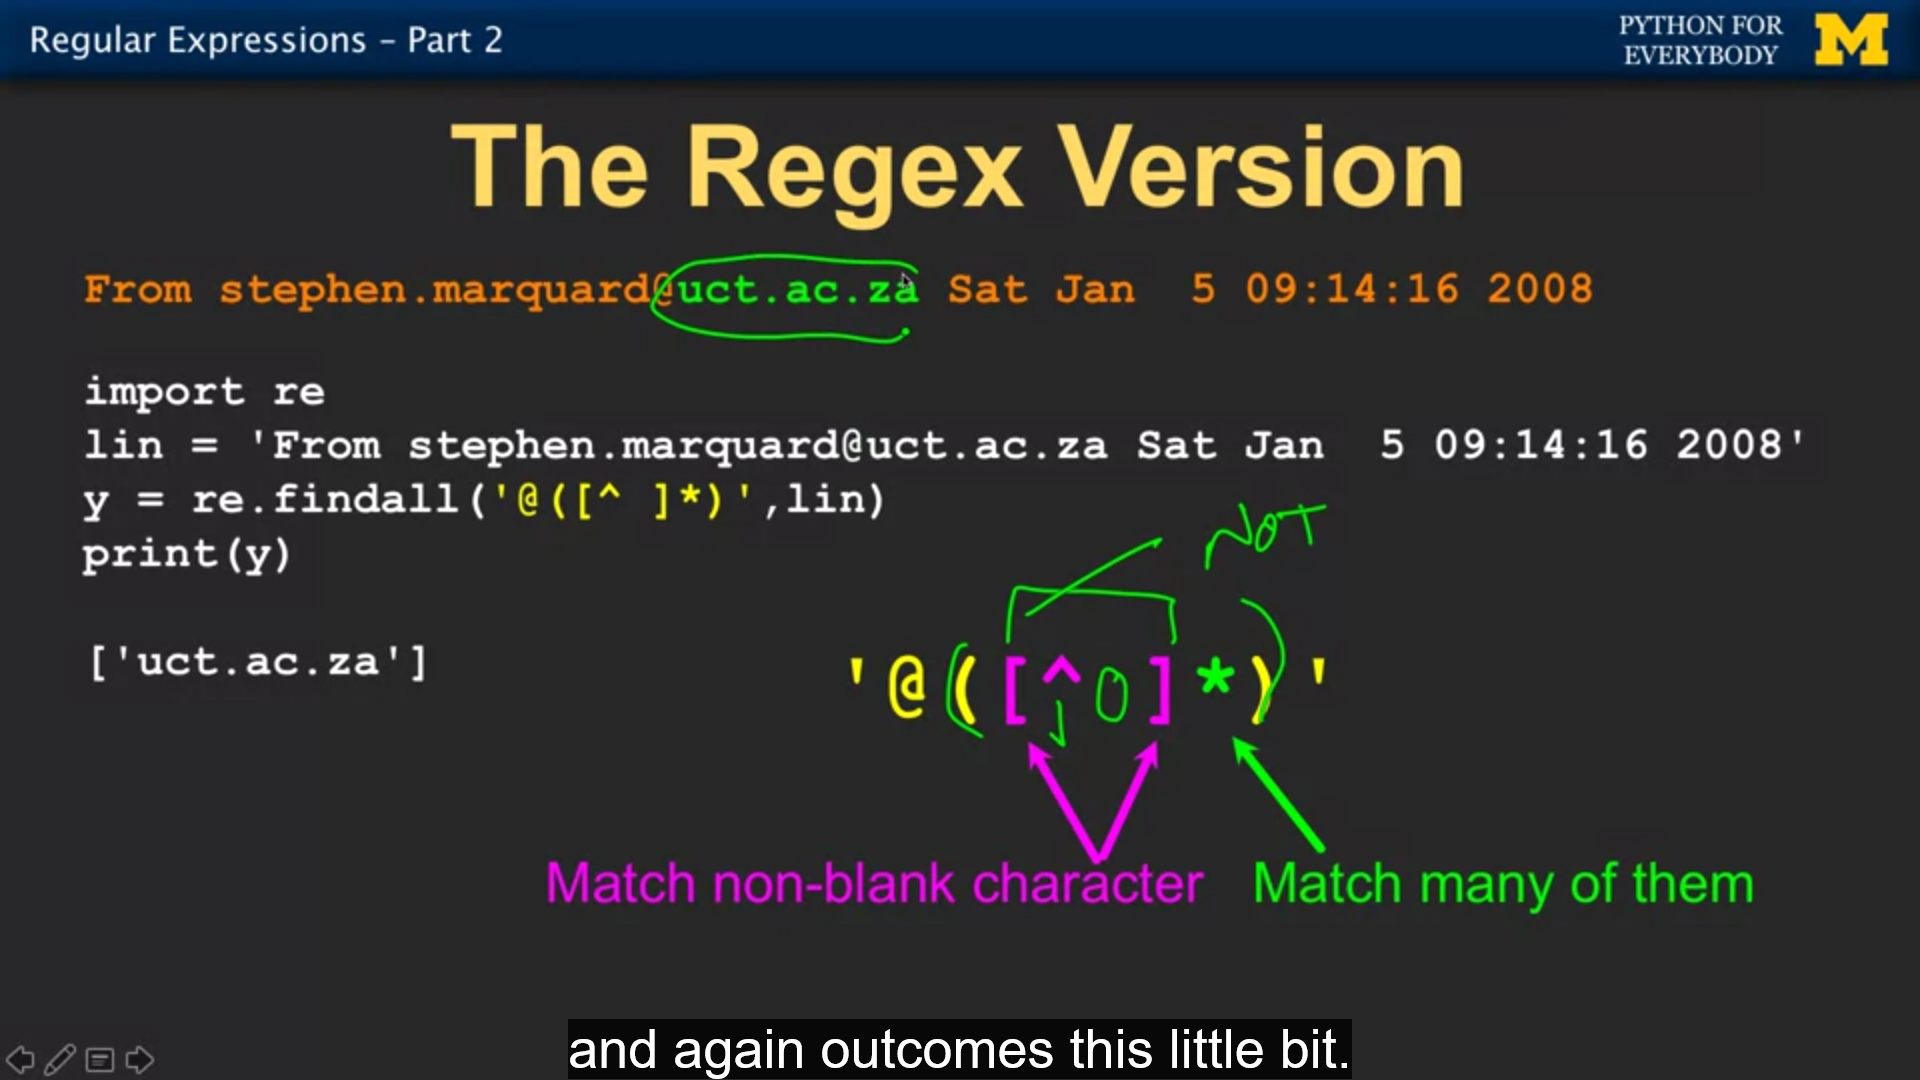 Regular Expressions – Part 2
PYTHON FOR
EVERYBODY
M
The Regex Version
From stephen.marquard@uct.ac.za Sat Jan  5 09:14:16 2008
import re
lin = 'From stephen.marquard@uct.ac.za Sat Jan  5 09:14:16 2008'
y = re.findall('@([^ ]*)',lin)
print(y)
NOT
['uct.ac.za']
'@([^ ]*)'
Match non-blank character
Match many of them
and again outcomes this little bit.